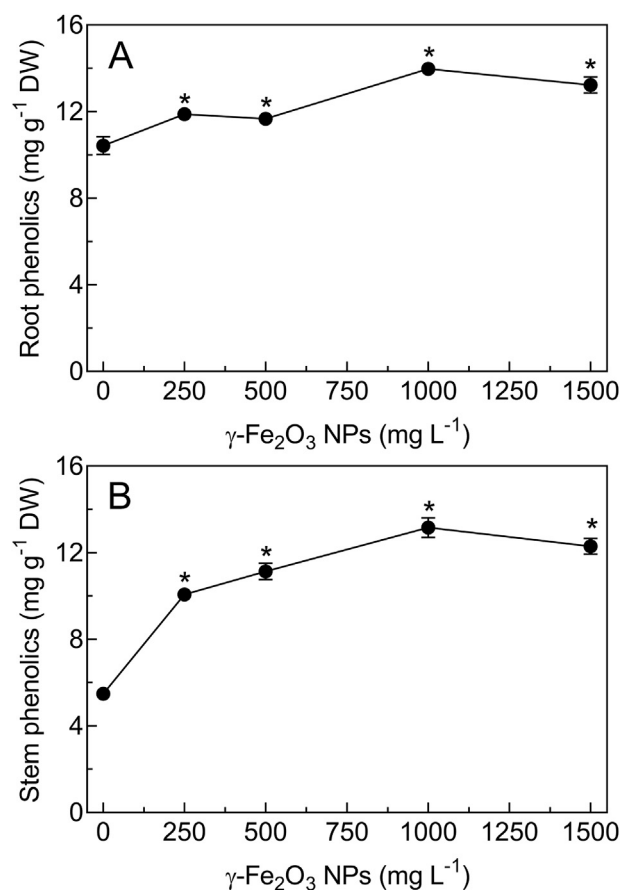 A
Root phenolics (mg g⁻¹ DW)
16
12
8
4
0
* * * *
0 250 500 750 1000 1250 1500
γ-Fe₂O₃ NPs (mg L⁻¹)
B
Stem phenolics (mg g⁻¹ DW)
16
12
8
4
0
* * * *
0 250 500 750 1000 1250 1500
γ-Fe₂O₃ NPs (mg L⁻¹)